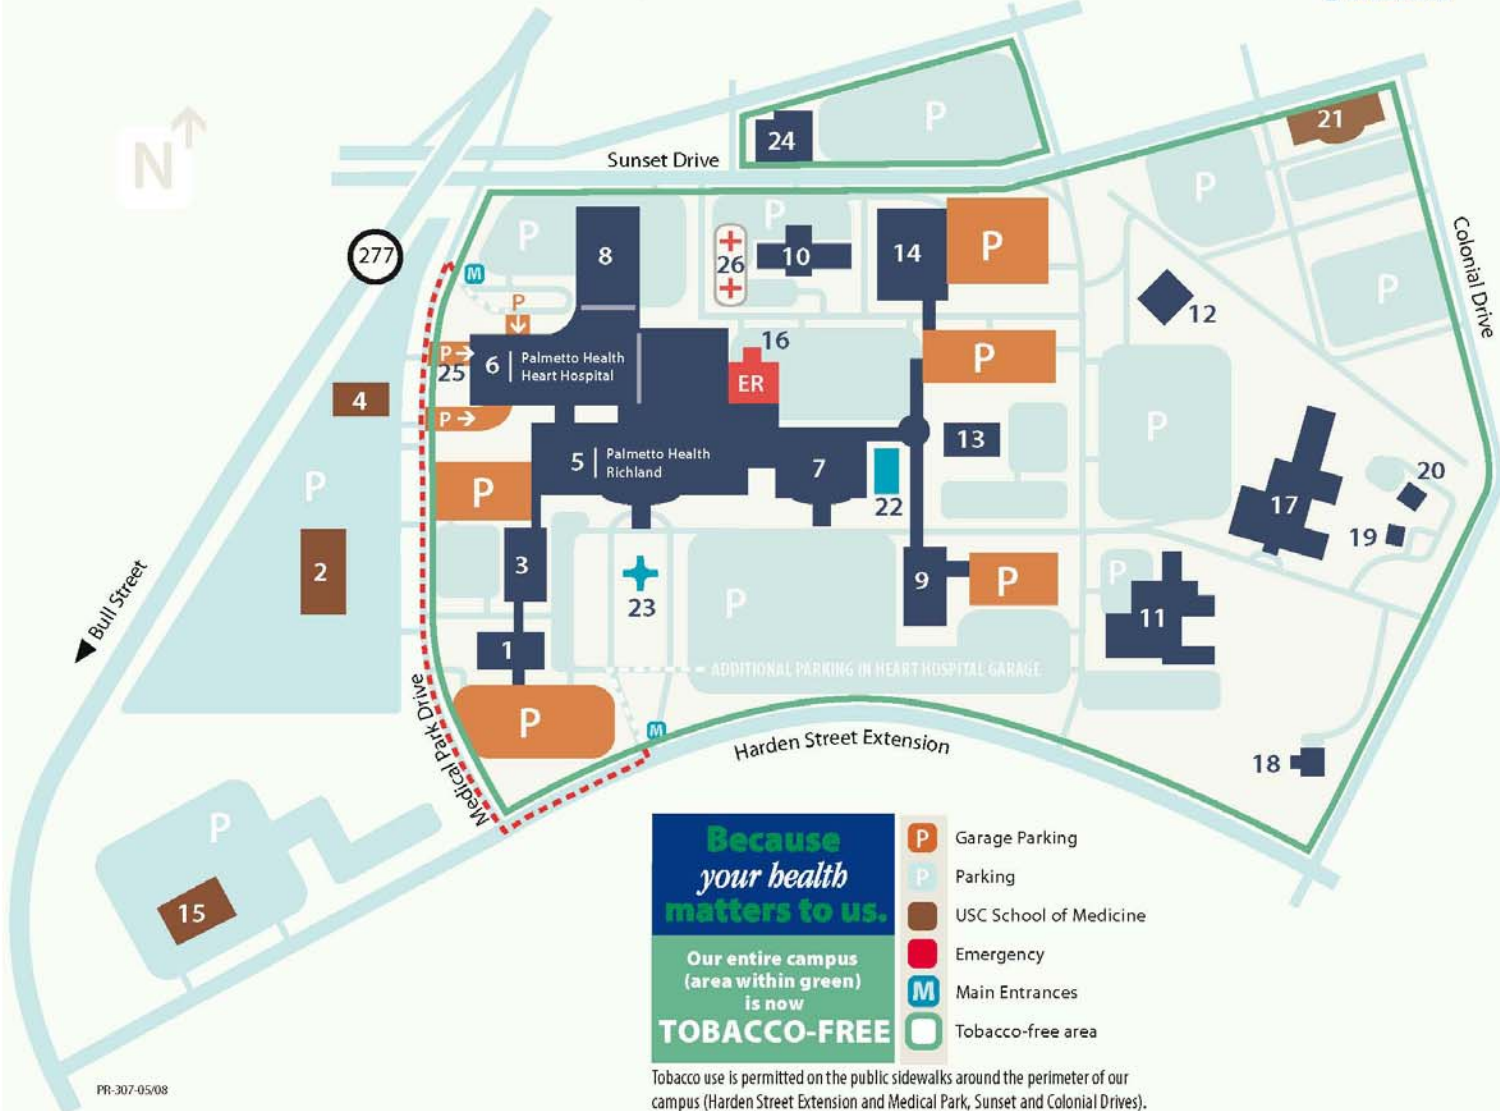 P
24
21
Sunset Drive
N
P
P
8
P
26
10
14
P
277
M
P
Colonial Drive
12
P
16
25
6
Palmetto Health
Heart Hospital
ER
P
4
P
5
Palmetto Health
Richland
7
13
P
P
P
22
17
20
19
2
3
23
P
9
P
P
11
Bull Street
1
ADDITIONAL PARKING IN HEART HOSPITAL GARAGE
P
M
Medical Park Drive
Harden Street Extension
18
P
15
Because
your health
matters to us.
Our entire campus
(area within green)
is now
TOBACCO-FREE
P Garage Parking
P Parking
USC School of Medicine
Emergency
M Main Entrances
Tobacco-free area
Tobacco use is permitted on the public sidewalks around the perimeter of our
campus (Harden Street Extension and Medical Park, Sunset and Colonial Drives).
PR-307-05/08